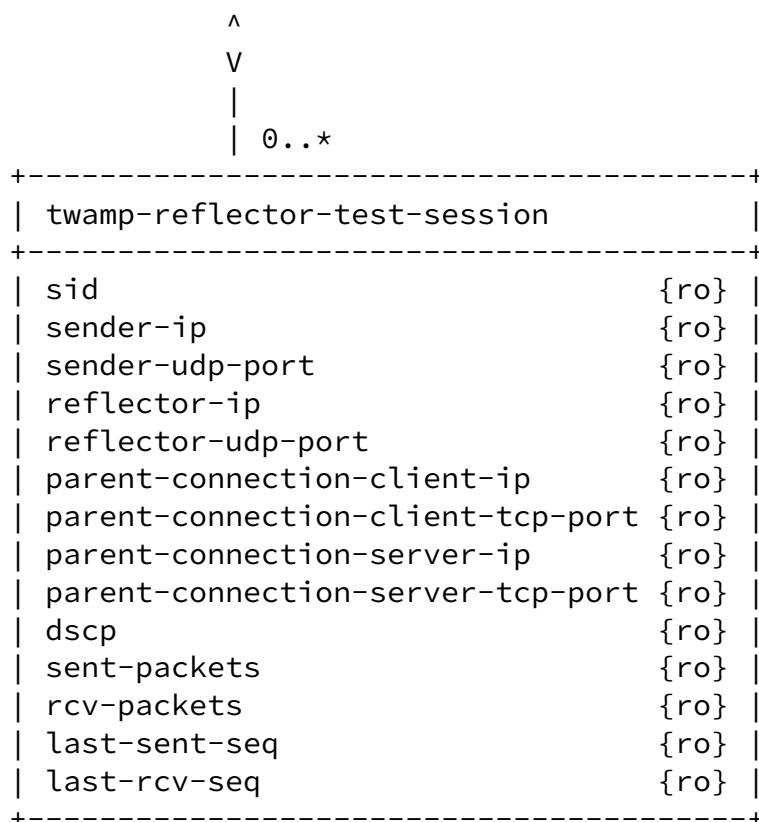 ^
V
|
| 0..*
+----------------------------------------+
| twamp-reflector-test-session           |
+----------------------------------------+
| sid                               {ro} |
| sender-ip                         {ro} |
| sender-udp-port                   {ro} |
| reflector-ip                      {ro} |
| reflector-udp-port                {ro} |
| parent-connection-client-ip       {ro} |
| parent-connection-client-tcp-port {ro} |
| parent-connection-server-ip       {ro} |
| parent-connection-server-tcp-port {ro} |
| dscp                              {ro} |
| sent-packets                      {ro} |
| rcv-packets                       {ro} |
| last-sent-seq                     {ro} |
| last-rcv-seq                      {ro} |
+----------------------------------------+